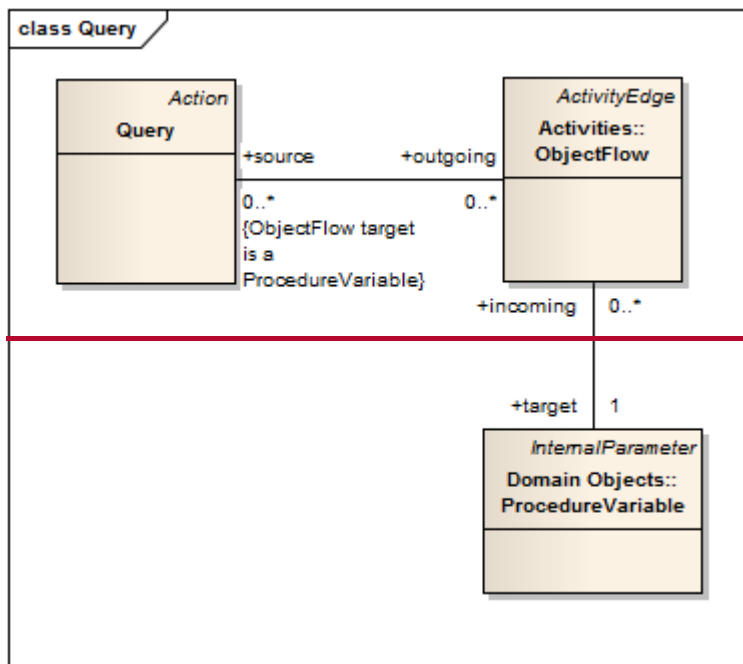 class Query
Action
Query
ActivityEdge
Activities::
ObjectFlow
+source
+outgoing
0..*
0..*
{ObjectFlow target
is a
ProcedureVariable}
+incoming
0..*
+target
1
InternalParameter
Domain Objects::
ProcedureVariable